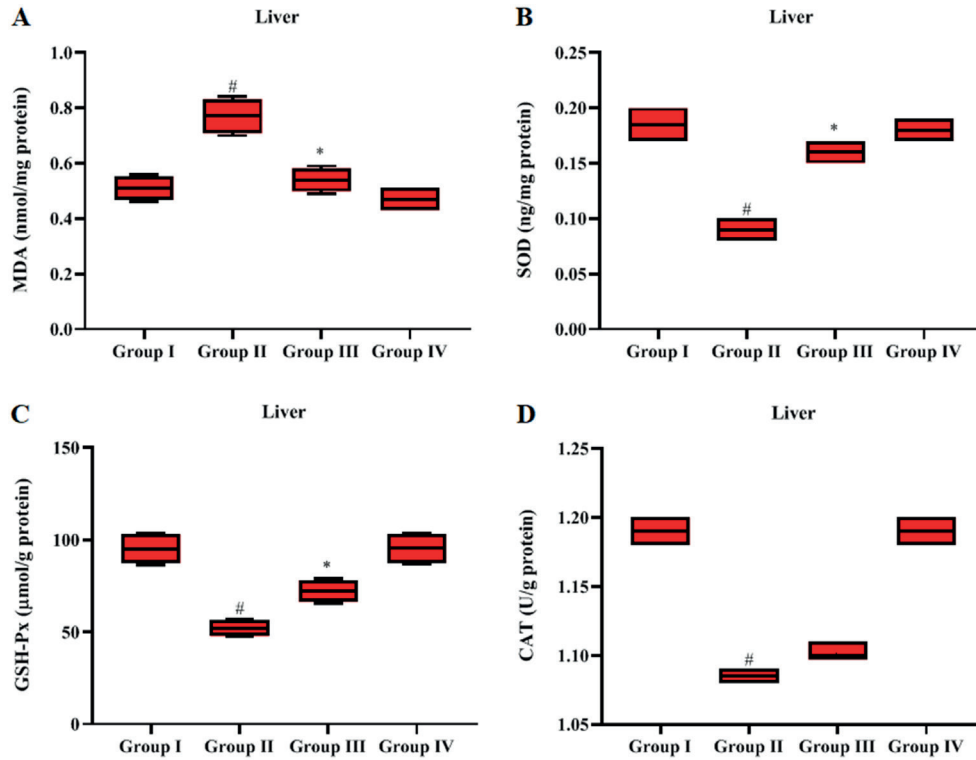 A
Liver
MDA (nmol/mg protein)
1.0
0.8
0.6
0.4
0.2
0.0
#
*
Group I
Group II
Group III
Group IV
B
Liver
SOD (ng/mg protein)
0.25
0.20
0.15
0.10
0.05
0.00
#
*
Group I
Group II
Group III
Group IV
C
Liver
GSH-Px (μmol/g protein)
150
100
50
0
#
*
Group I
Group II
Group III
Group IV
D
Liver
CAT (U/g protein)
1.25
1.20
1.15
1.10
1.05
#
Group I
Group II
Group III
Group IV